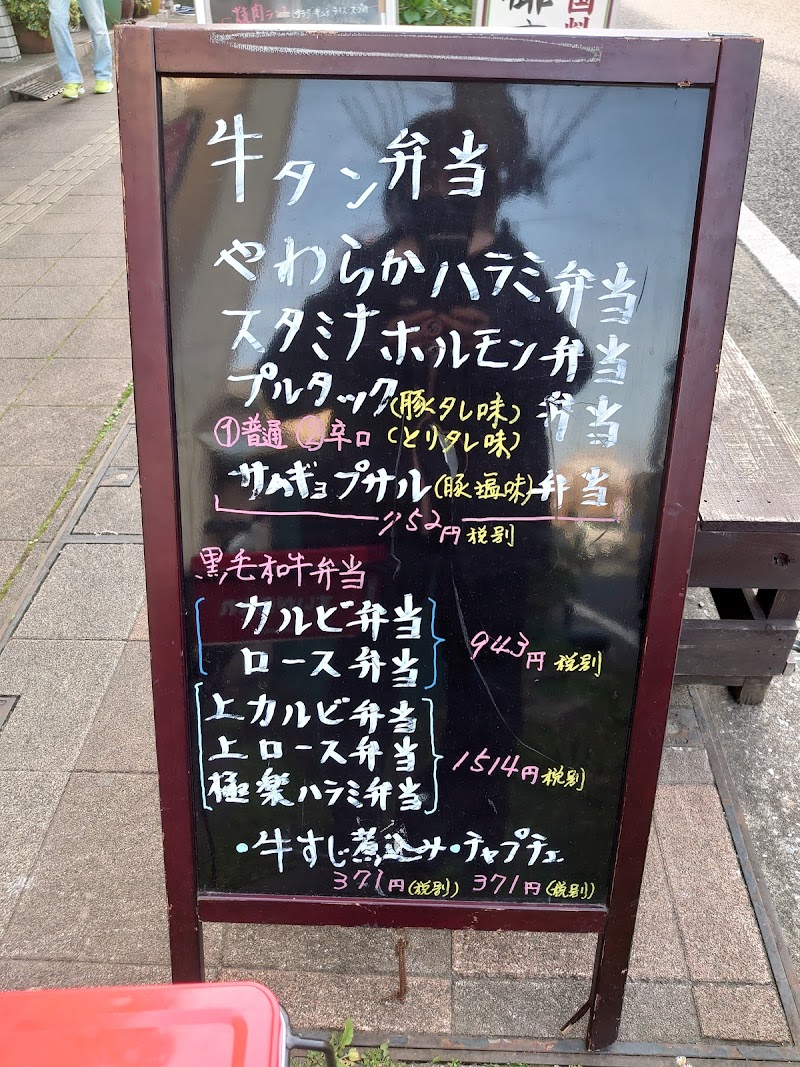 焼肉ランチ
牛タン弁当
やわらかハラミ弁当
スタミナホルモン弁当
プルタック(豚タレ味)弁当
①普通 ②辛口 (とりタレ味)
サムギョプサル(豚塩味)弁当
752円 税別
黒毛和牛弁当
カルビ弁当
ロース弁当
943円 税別
上カルビ弁当
上ロース弁当
極楽ハラミ弁当
1514円 税別
・牛すじ煮込み・チャプチェ
371円(税別) 371円(税別)